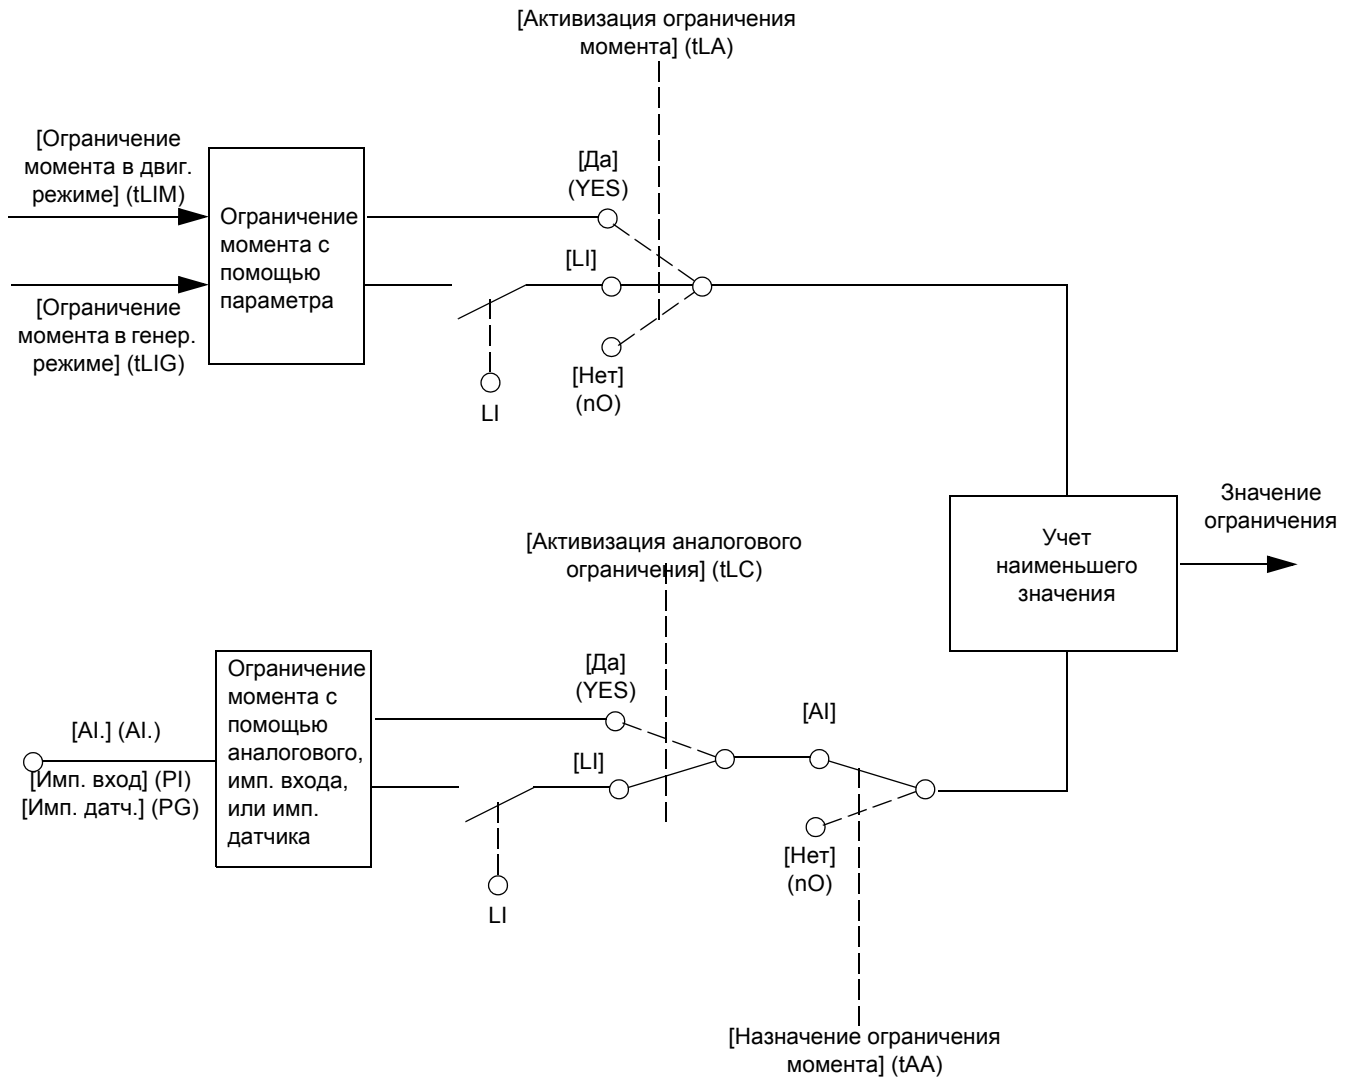 [Активизация ограничения
момента] (tLA)
[Ограничение
момента в двиг.
режиме] (tLIM)
[Ограничение
момента в генер.
режиме] (tLIG)
Ограничение
момента с
помощью
параметра
[Да]
(YES)
[LI]
[Нет]
(nO)
LI
Учет
наименьшего
значения
Значение
ограничения
[Активизация аналогового
ограничения] (tLC)
[AI.] (AI.)
[Имп. вход] (PI)
[Имп. датч.] (PG)
Ограничение
момента с
помощью
аналогового,
имп. входа,
или имп.
датчика
[Да]
(YES)
[LI]
LI
[AI]
[Нет]
(nO)
[Назначение ограничения
момента] (tAA)